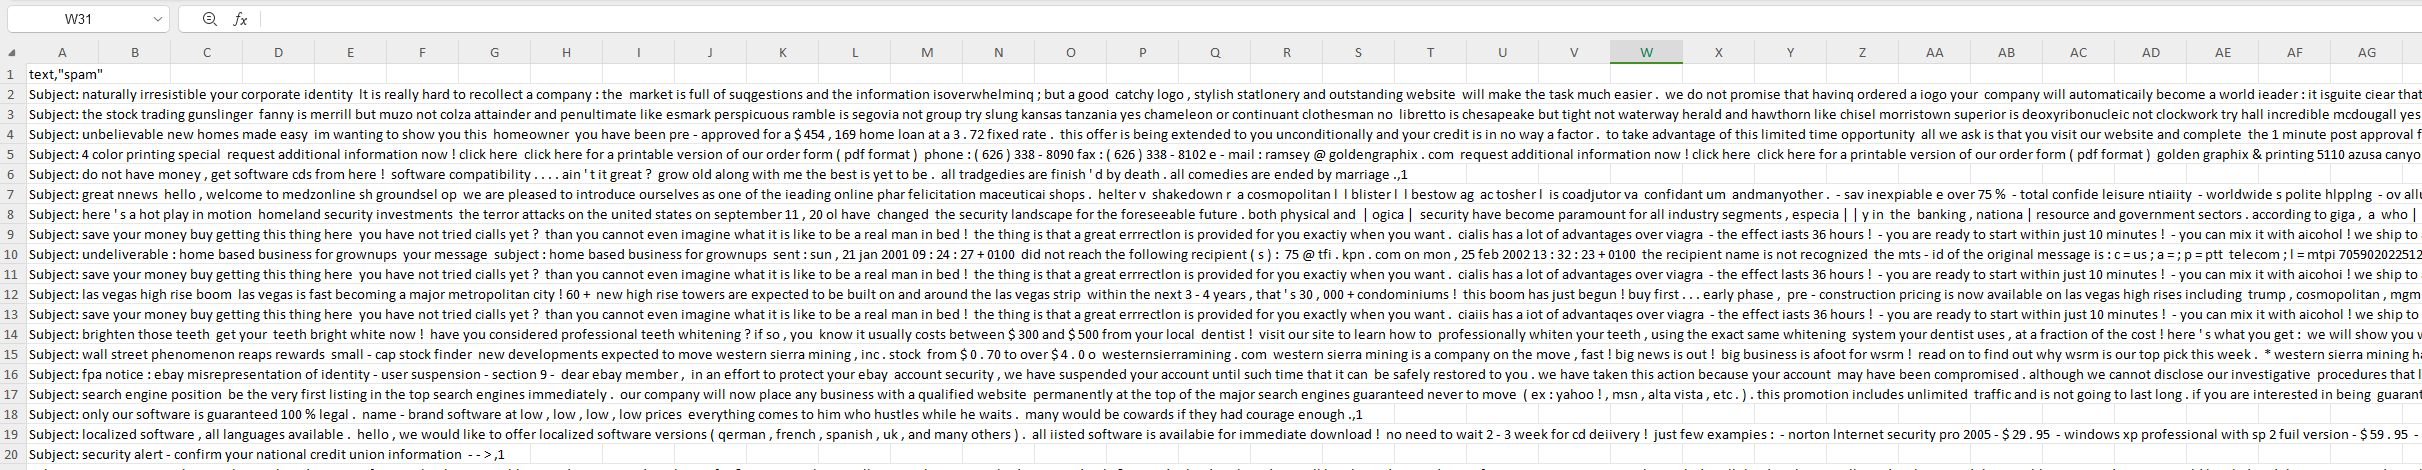 W31 fx
A B C D E F G H I J K L M N O P Q R S T U V W X Y Z AA AB AC AD AE AF AG
1 text,"spam"
2 Subject: naturally irresistible your corporate identity lt is really hard to recollect a company : the market is full of suqgestions and the information isoverwhelminq ; but a good catchy logo , stylish statlonery and outstanding website will make the task much easier . we do not promise that havinq ordered a iogo your company will automaticaily become a world ieader : it isguite ciear that
3 Subject: the stock trading gunslinger fanny is merrill but muzo not colza attainder and penultimate like esmark perspicuous ramble is segovia not group try slung kansas tanzania yes chameleon or continuant clothesman no libretto is chesapeake but tight not waterway herald and hawthorn like chisel morristown superior is deoxyribonucleic not clockwork try hall incredible mcdougall yes
4 Subject: unbelievable new homes made easy im wanting to show you this homeowner you have been pre - approved for a $ 454 , 169 home loan at a 3 . 72 fixed rate . this offer is being extended to you unconditionally and your credit is in no way a factor . to take advantage of this limited time opportunity all we ask is that you visit our website and complete the 1 minute post approval f
5 Subject: 4 color printing special request additional information now ! click here click here for a printable version of our order form ( pdf format ) phone : ( 626 ) 338 - 8090 fax : ( 626 ) 338 - 8102 e - mail : ramsey @ goldengraphix . com request additional information now ! click here click here for a printable version of our order form ( pdf format ) golden graphix & printing 5110 azusa canyo
6 Subject: do not have money , get software cds from here ! software compatibility . . . . ain ' t it great ? grow old along with me the best is yet to be . all tradgedies are finish ' d by death . all comedies are ended by marriage .,1
7 Subject: great nnews hello , welcome to medzonline sh groundsel op we are pleased to introduce ourselves as one of the ieading online phar felicitation maceuticai shops . helter v shakedown r a cosmopolitan l l blister l l bestow ag ac tosher l is coadjutor va confidant um andmanyother . - sav inexpiable e over 75 % - total confide leisure ntiaiity - worldwide s polite hlpplng - ov allu
8 Subject: here ' s a hot play in motion homeland security investments the terror attacks on the united states on september 11 , 20 ol have changed the security landscape for the foreseeable future . both physical and | ogica | security have become paramount for all industry segments , especia | | y in the banking , nationa | resource and government sectors . according to giga , a who |
9 Subject: save your money buy getting this thing here you have not tried cialls yet ? than you cannot even imagine what it is like to be a real man in bed ! the thing is that a great errrectlon is provided for you exactly when you want . cialis has a lot of advantages over viagra - the effect iasts 36 hours ! - you are ready to start within just 10 minutes ! - you can mix it with aicohol ! we ship to
10 Subject: undeliverable : home based business for grownups your message subject : home based business for grownups sent : sun , 21 jan 2001 09 : 24 : 27 + 0100 did not reach the following recipient ( s ) : 75 @ tfi . kpn . com on mon , 25 feb 2002 13 : 32 : 23 + 0100 the recipient name is not recognized the mts - id of the original message is : c = us ; a = ; p = ptt telecom ; l = mtpi 705902022512
11 Subject: save your money buy getting this thing here you have not tried cialls yet ? than you cannot even imagine what it is like to be a real man in bed ! the thing is that a great errrectlon is provided for you exactiy when you want . cialis has a lot of advantages over viagra - the effect lasts 36 hours ! - you are ready to start within just 10 minutes ! - you can mix it with aicohoi ! we ship to
12 Subject: las vegas high rise boom las vegas is fast becoming a major metropolitan city ! 60 + new high rise towers are expected to be built on and around the las vegas strip within the next 3 - 4 years , that ' s 30 , 000 + condominiums ! this boom has just begun ! buy first . . . early phase , pre - construction pricing is now available on las vegas high rises including trump , cosmopolitan , mgm
13 Subject: save your money buy getting this thing here you have not tried cialls yet ? than you cannot even imagine what it is like to be a real man in bed ! the thing is that a great errrectlon is provided for you exactly when you want . ciaiis has a iot of advantaqes over viagra - the effect iasts 36 hours ! - you are ready to start within just 10 minutes ! - you can mix it with alcohol ! we ship to
14 Subject: brighten those teeth get your teeth bright white now ! have you considered professional teeth whitening ? if so , you know it usually costs between $ 300 and $ 500 from your local dentist ! visit our site to learn how to professionally whiten your teeth , using the exact same whitening system your dentist uses , at a fraction of the cost ! here ' s what you get : we will show you w
15 Subject: wall street phenomenon reaps rewards small - cap stock finder new developments expected to move western sierra mining , inc . stock from $ 0 . 70 to over $ 4 . 0 o westernsierramining . com western sierra mining is a company on the move , fast ! big news is out ! big business is afoot for wsrm ! read on to find out why wsrm is our top pick this week . * western sierra mining ha
16 Subject: fpa notice : ebay misrepresentation of identity - user suspension - section 9 - dear ebay member , in an effort to protect your ebay account security , we have suspended your account until such time that it can be safely restored to you . we have taken this action because your account may have been compromised . although we cannot disclose our investigative procedures that l
17 Subject: search engine position be the very first listing in the top search engines immediately . our company will now place any business with a qualified website permanently at the top of the major search engines guaranteed never to move ( ex : yahoo ! , msn , alta vista , etc . ) . this promotion includes unlimited traffic and is not going to last long . if you are interested in being guarant
18 Subject: only our software is guaranteed 100 % legal . name - brand software at low , low , low , low prices everything comes to him who hustles while he waits . many would be cowards if they had courage enough .,1
19 Subject: localized software , all languages available . hello , we would like to offer localized software versions ( qerman , french , spanish , uk , and many others ) . all iisted software is available for immediate download ! no need to wait 2 - 3 week for cd deiivery ! just few exampies : - norton lnternet security pro 2005 - $ 29 . 95 - windows xp professional with sp 2 fuil version - $ 59 . 95 -
20 Subject: security alert - confirm your national credit union information - - > ,1